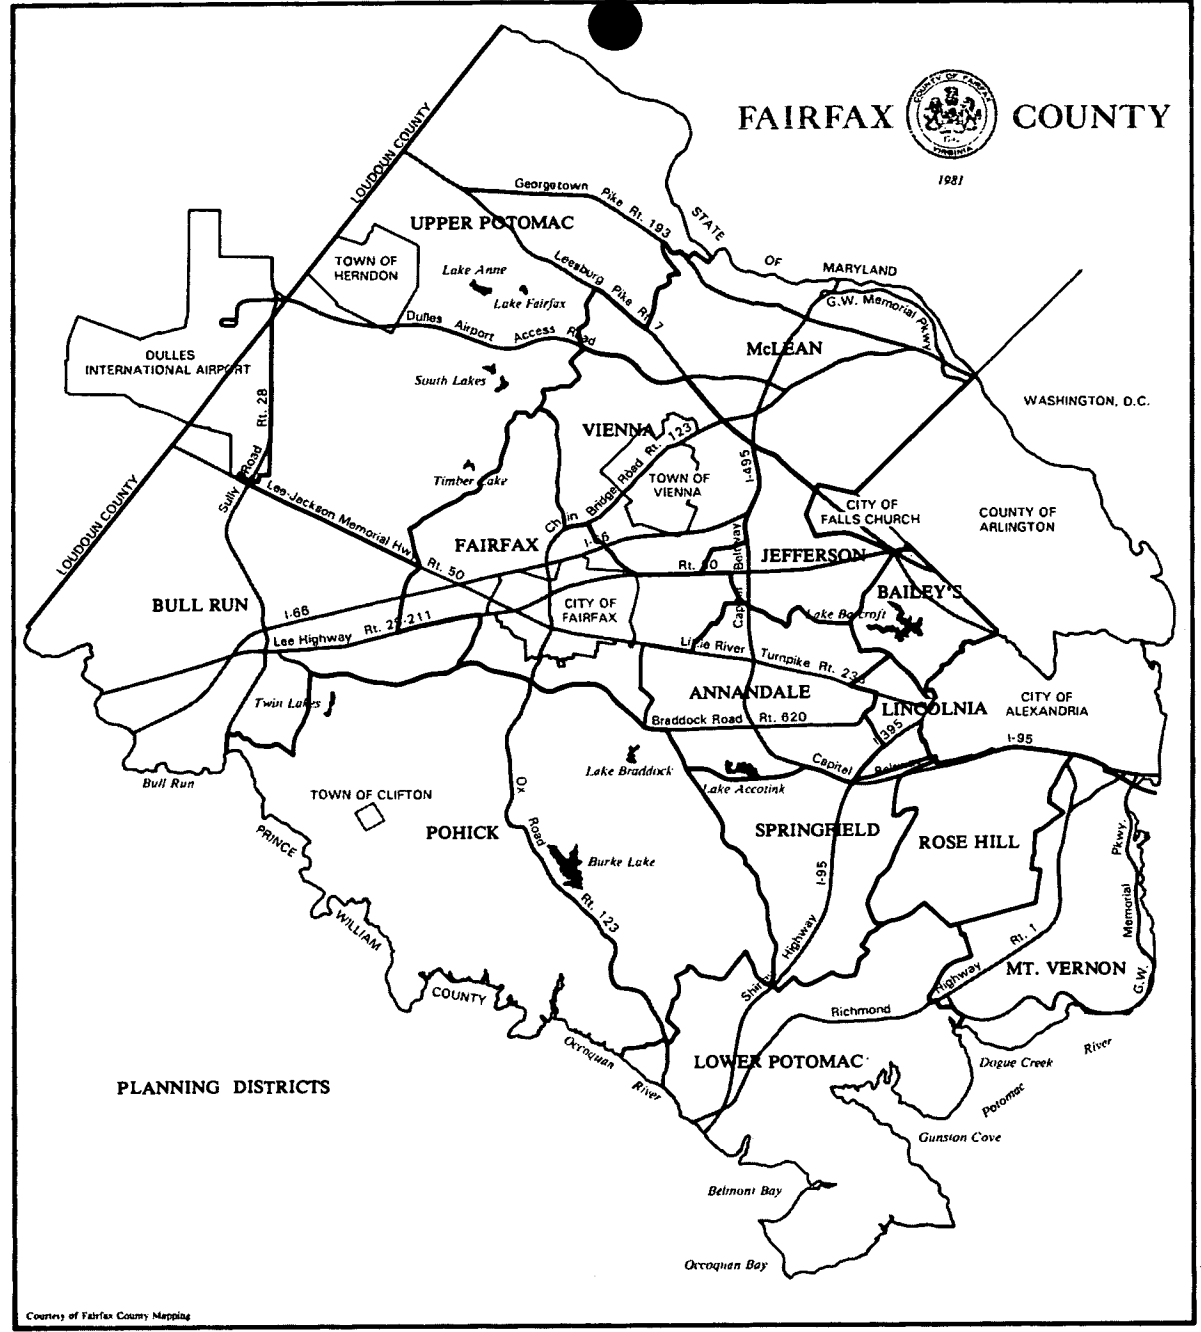 FAIRFAX COUNTY
COUNTY OF FAIRFAX
VIRGINIA
1981
LOUDOUN COUNTY
Georgetown Pike Rt. 193
UPPER POTOMAC
STATE OF MARYLAND
TOWN OF
HERNDON
Lake Anne
Lake Fairfax
Leesburg Pike Rt. 7
G.W. Memorial Pkwy
Dulles Airport Access Road
McLEAN
DULLES
INTERNATIONAL AIRPORT
South Lakes
Rt. 28
WASHINGTON, D.C.
VIENNA
Chain Bridge Road Rt. 123
TOWN OF
VIENNA
I-495
Timber Lake
Sully Road
Lee-Jackson Memorial Hw. Rt. 50
LOUDOUN COUNTY
CITY OF
FALLS CHURCH
COUNTY OF
ARLINGTON
FAIRFAX
I-66
Capital Beltway
JEFFERSON
Rt. 50
BAILEY'S
BULL RUN
I-66
Lee Highway Rt. 29-211
CITY OF
FAIRFAX
Lake Barcroft
Little River Turnpike Rt. 236
ANNANDALE
LINCOLNIA
CITY OF
ALEXANDRIA
Twin Lakes
Braddock Road Rt. 620
I-395
I-95
Bull Run
Lake Braddock
Capital Beltway
Lake Accotink
TOWN OF CLIFTON
POHICK
Ox Road Rt. 123
Burke Lake
SPRINGFIELD
ROSE HILL
I-95
Shirley Highway
PRINCE WILLIAM COUNTY
G.W. Memorial Pkwy.
MT. VERNON
Richmond Highway Rt. 1
Occoquan River
LOWER POTOMAC
Dogue Creek
Potomac River
PLANNING DISTRICTS
Gunston Cove
Belmont Bay
Occoquan Bay
Courtesy of Fairfax County Mapping